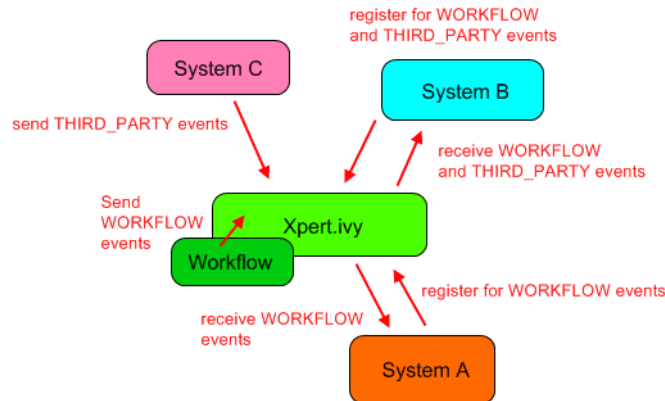 register for WORKFLOW
and THIRD_PARTY events
System C
System B
send THIRD_PARTY events
receive WORKFLOW
and THIRD_PARTY events
Send
WORKFLOW
events
Xpert.ivy
Workflow
register for WORKFLOW events
receive WORKFLOW
events
System A